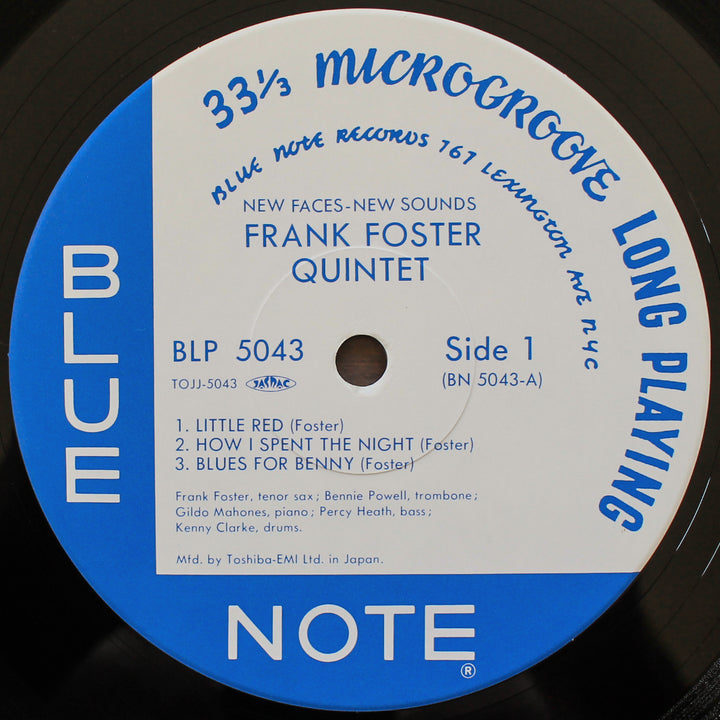 33⅓ MICROGROOVE LONG PLAYING
BLUE NOTE RECORDS 767 LEXINGTON AVE NYC
NEW FACES-NEW SOUNDS
FRANK FOSTER
QUINTET
BLP 5043 Side 1
TOJJ-5043 JASRAC (BN 5043-A)
1. LITTLE RED (Foster)
2. HOW I SPENT THE NIGHT (Foster)
3. BLUES FOR BENNY (Foster)
Frank Foster, tenor sax; Bennie Powell, trombone;
Gildo Mahones, piano; Percy Heath, bass;
Kenny Clarke, drums.
Mfd. by Toshiba-EMI Ltd. in Japan.
BLUE
NOTE®